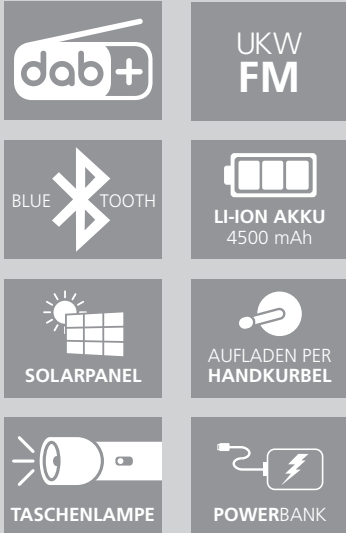 dab+
UKW
FM
BLUE TOOTH
LI-ION AKKU
4500 mAh
SOLARPANEL
AUFLADEN PER
HANDKURBEL
TASCHENLAMPE
POWERBANK